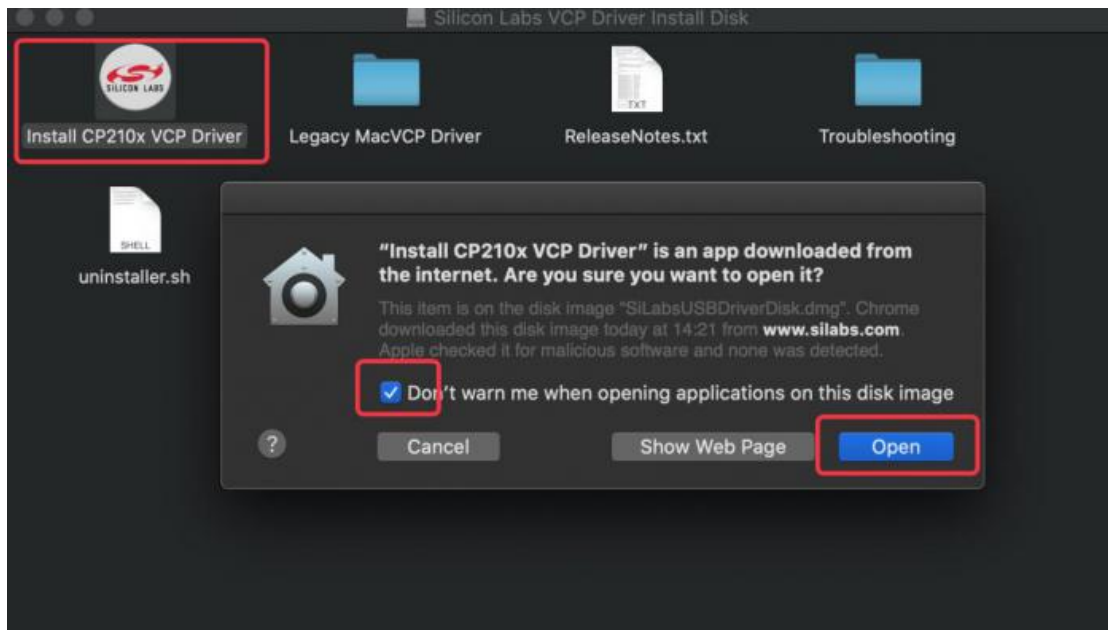 Silicon Labs VCP Driver Install Disk
SILICON LABS
TXT
Install CP210x VCP Driver
Legacy MacVCP Driver
ReleaseNotes.txt
Troubleshooting
SHELL
uninstaller.sh
“Install CP210x VCP Driver” is an app downloaded from
the internet. Are you sure you want to open it?
This item is on the disk image “SiLabsUSBDriverDisk.dmg”. Chrome
downloaded this disk image today at 14:21 from www.silabs.com.
Apple checked it for malicious software and none was detected.
Don’t warn me when opening applications on this disk image
?
Cancel
Show Web Page
Open